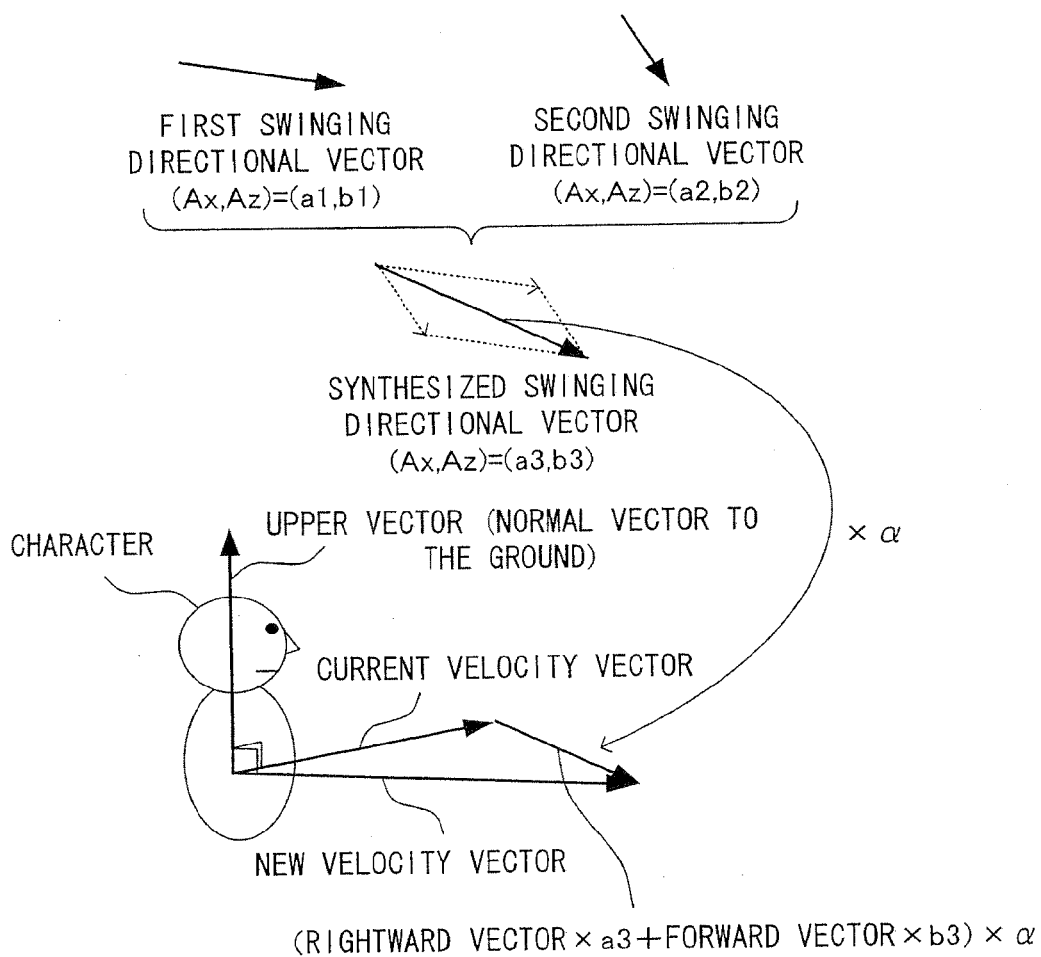 FIRST SWINGING
DIRECTIONAL VECTOR
(Ax,Az)=(a1,b1)
SECOND SWINGING
DIRECTIONAL VECTOR
(Ax,Az)=(a2,b2)
SYNTHESIZED SWINGING
DIRECTIONAL VECTOR
(Ax,Az)=(a3,b3)
× α
UPPER VECTOR (NORMAL VECTOR TO
THE GROUND)
CHARACTER
CURRENT VELOCITY VECTOR
NEW VELOCITY VECTOR
(RIGHTWARD VECTOR×a3+FORWARD VECTOR×b3)×α